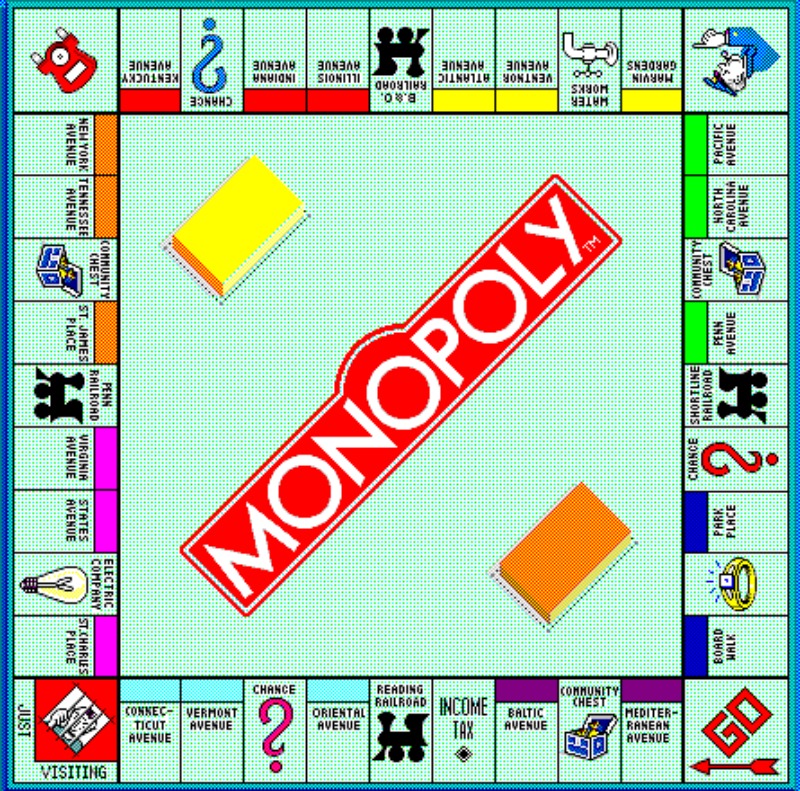 KENTUCKY
AVENUE
CHANCE
INDIANA
AVENUE
ILLINOIS
AVENUE
B.&O.
RAILROAD
ATLANTIC
AVENUE
VENTNOR
AVENUE
WATER
WORKS
MARVIN
GARDENS
NEW YORK
AVENUE
TENNESSEE
AVENUE
COMMUNITY
CHEST
ST. JAMES
PLACE
PENN
RAILROAD
VIRGINIA
AVENUE
STATES
AVENUE
ELECTRIC
COMPANY
ST.CHARLES
PLACE
MONOPOLY TM
PACIFIC
AVENUE
NORTH
CAROLINA
AVENUE
COMMUNITY
CHEST
PENN
AVENUE
SHORTLINE
RAILROAD
CHANCE
PARK
PLACE
BOARD
WALK
JUST
VISITING
CONNEC-
TICUT
AVENUE
VERMONT
AVENUE
CHANCE
ORIENTAL
AVENUE
READING
RAILROAD
INCOME
TAX
BALTIC
AVENUE
COMMUNITY
CHEST
MEDITER-
RANEAN
AVENUE
GO